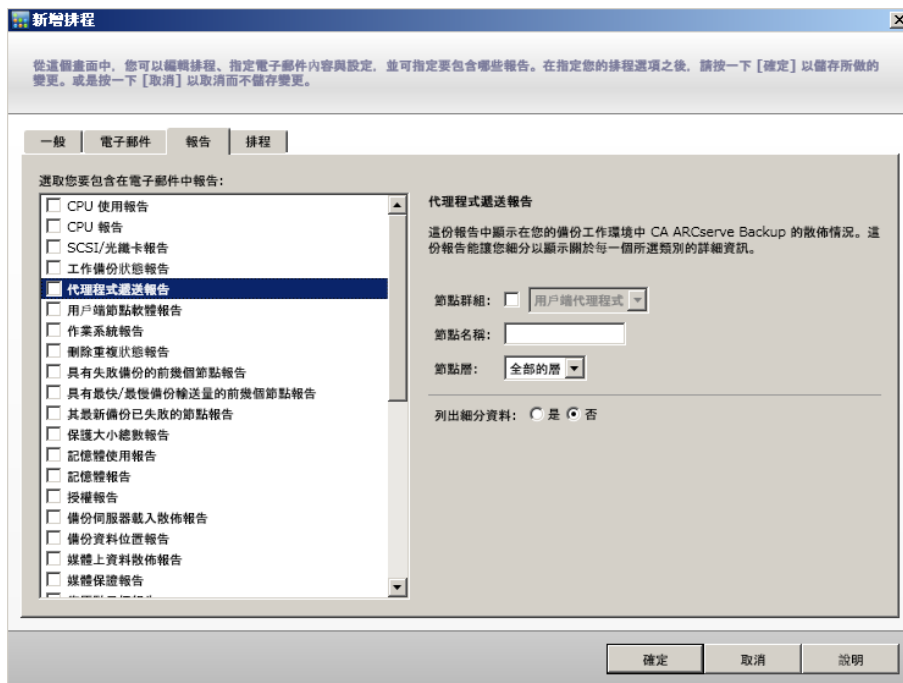 新增排程
從這個畫面中，您可以編輯排程、指定電子郵件內容與設定，並可指定要包含哪些報告。在指定您的排程選項之後，請按一下 [確定] 以儲存所做的
變更。或是按一下 [取消] 以取消而不儲存變更。
一般
電子郵件
報告
排程
選取您要包含在電子郵件中報告:
CPU 使用報告
CPU 報告
SCSI/光纖卡報告
工作備份狀態報告
代理程式遞送報告
用戶端節點軟體報告
作業系統報告
刪除重複狀態報告
具有失敗備份的前幾個節點報告
具有最快/最慢備份輸送量的前幾個節點報告
其最新備份已失敗的節點報告
保護大小總數報告
記憶體使用報告
記憶體報告
授權報告
備份伺服器載入散佈報告
備份資料位置報告
媒體上資料散佈報告
媒體保證報告
代理程式遞送報告
這份報告中顯示在您的備份工作環境中 CA ARCserve Backup 的散佈情況。這
份報告能讓您細分以顯示關於每一個所選類別的詳細資訊。
節點群組:
用戶端代理程式
節點名稱:
節點層:
全部的層
列出細分資料:
是
否
確定
取消
說明